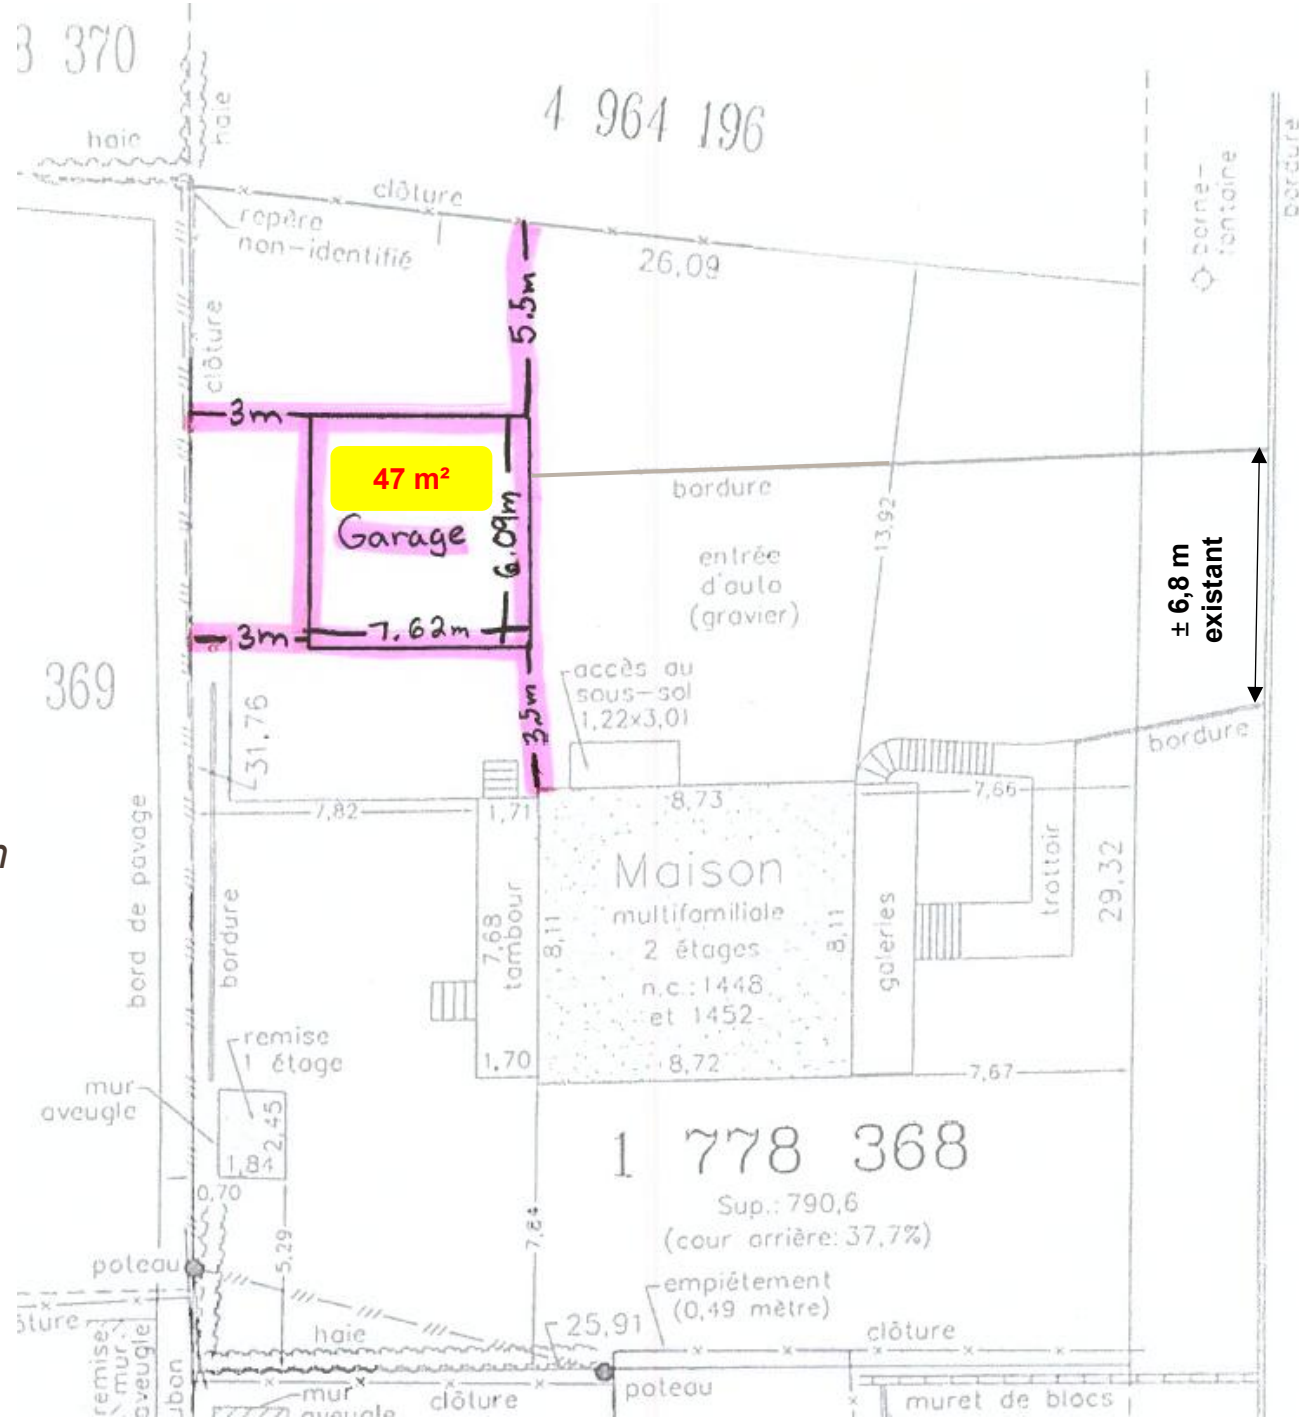 3 370
4 964 196
haie
haie
clôture
repère
non-identifié
26,09
borne-
fontaine
bordure
clôture
5.5m
3m
47 m²
Garage
6.09m
bordure
13,92
entrée
d'auto
(gravier)
± 6,8 m
existant
3m
7.62m
369
31,76
3.5m
accès au
sous-sol
1,22x3,01
bordure
7,82
1,71
8,73
7,66
bord de pavage
bordure
7,68
tambour
8,11
Maison
multifamiliale
2 étages
n.c.:1448
et 1452
8,11
galeries
trottoir
29,32
remise
1 étage
1,70
8,72
7,67
mur
aveugle
2,45
1,84
0,70
1 778 368
Sup.: 790,6
(cour arrière: 37,7%)
5,29
7,64
poteau
empiétement
(0,49 mètre)
25,91
haie
clôture
ôture
remise
mur
aveugle
mur
aveugle
clôture
poteau
muret de blocs